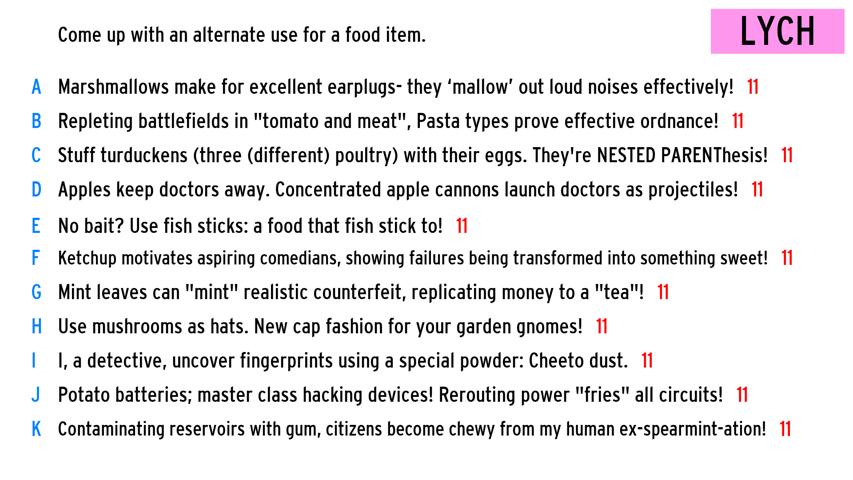 Come up with an alternate use for a food item.
LYCH
A Marshmallows make for excellent earplugs- they ‘mallow’ out loud noises effectively! 11
B Repleting battlefields in "tomato and meat", Pasta types prove effective ordnance! 11
C Stuff turduckens (three (different) poultry) with their eggs. They're NESTED PARENThesis! 11
D Apples keep doctors away. Concentrated apple cannons launch doctors as projectiles! 11
E No bait? Use fish sticks: a food that fish stick to! 11
F Ketchup motivates aspiring comedians, showing failures being transformed into something sweet! 11
G Mint leaves can "mint" realistic counterfeit, replicating money to a "tea"! 11
H Use mushrooms as hats. New cap fashion for your garden gnomes! 11
I I, a detective, uncover fingerprints using a special powder: Cheeto dust. 11
J Potato batteries; master class hacking devices! Rerouting power "fries" all circuits! 11
K Contaminating reservoirs with gum, citizens become chewy from my human ex-spearmint-ation! 11